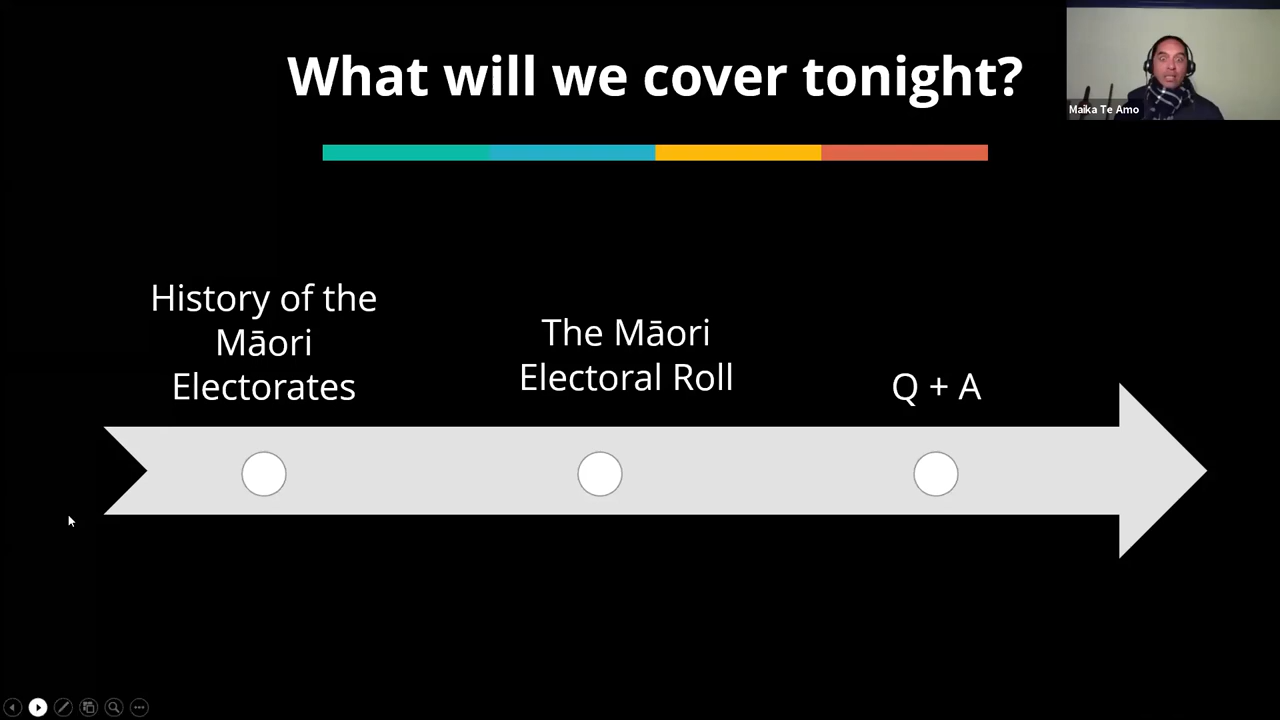 What will we cover tonight?
Maika Te Amo
History of the
Māori
Electorates
The Māori
Electoral Roll
Q + A